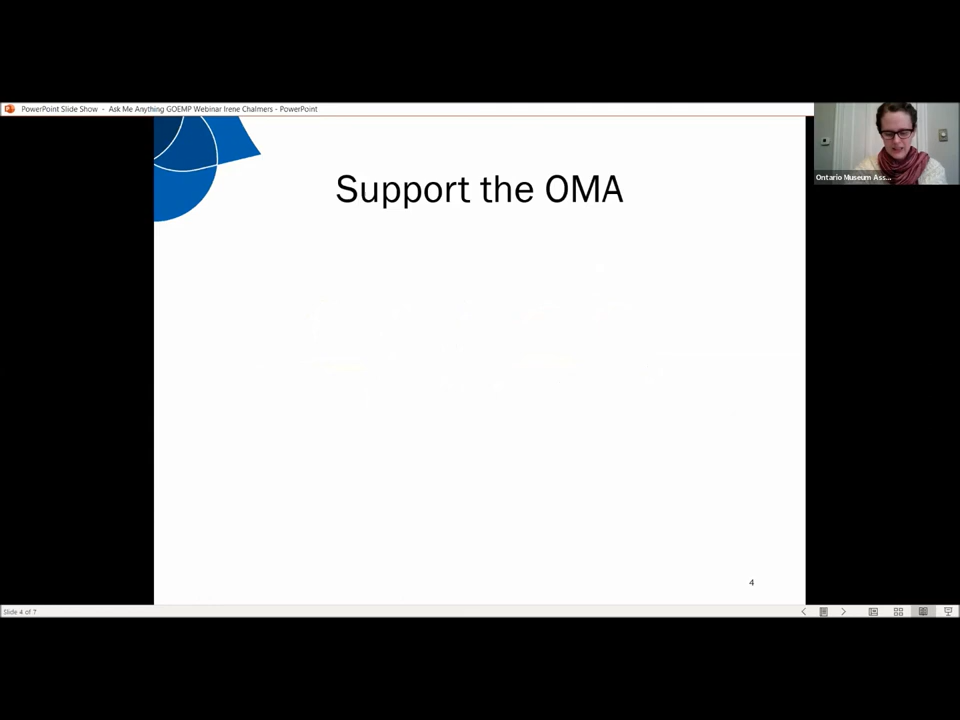 PowerPoint Slide Show - Ask Me Anything GOEMP Webinar Irene Chalmers - PowerPoint
Ontario Museum Ass...
Support the OMA
4
Slide 4 of 7